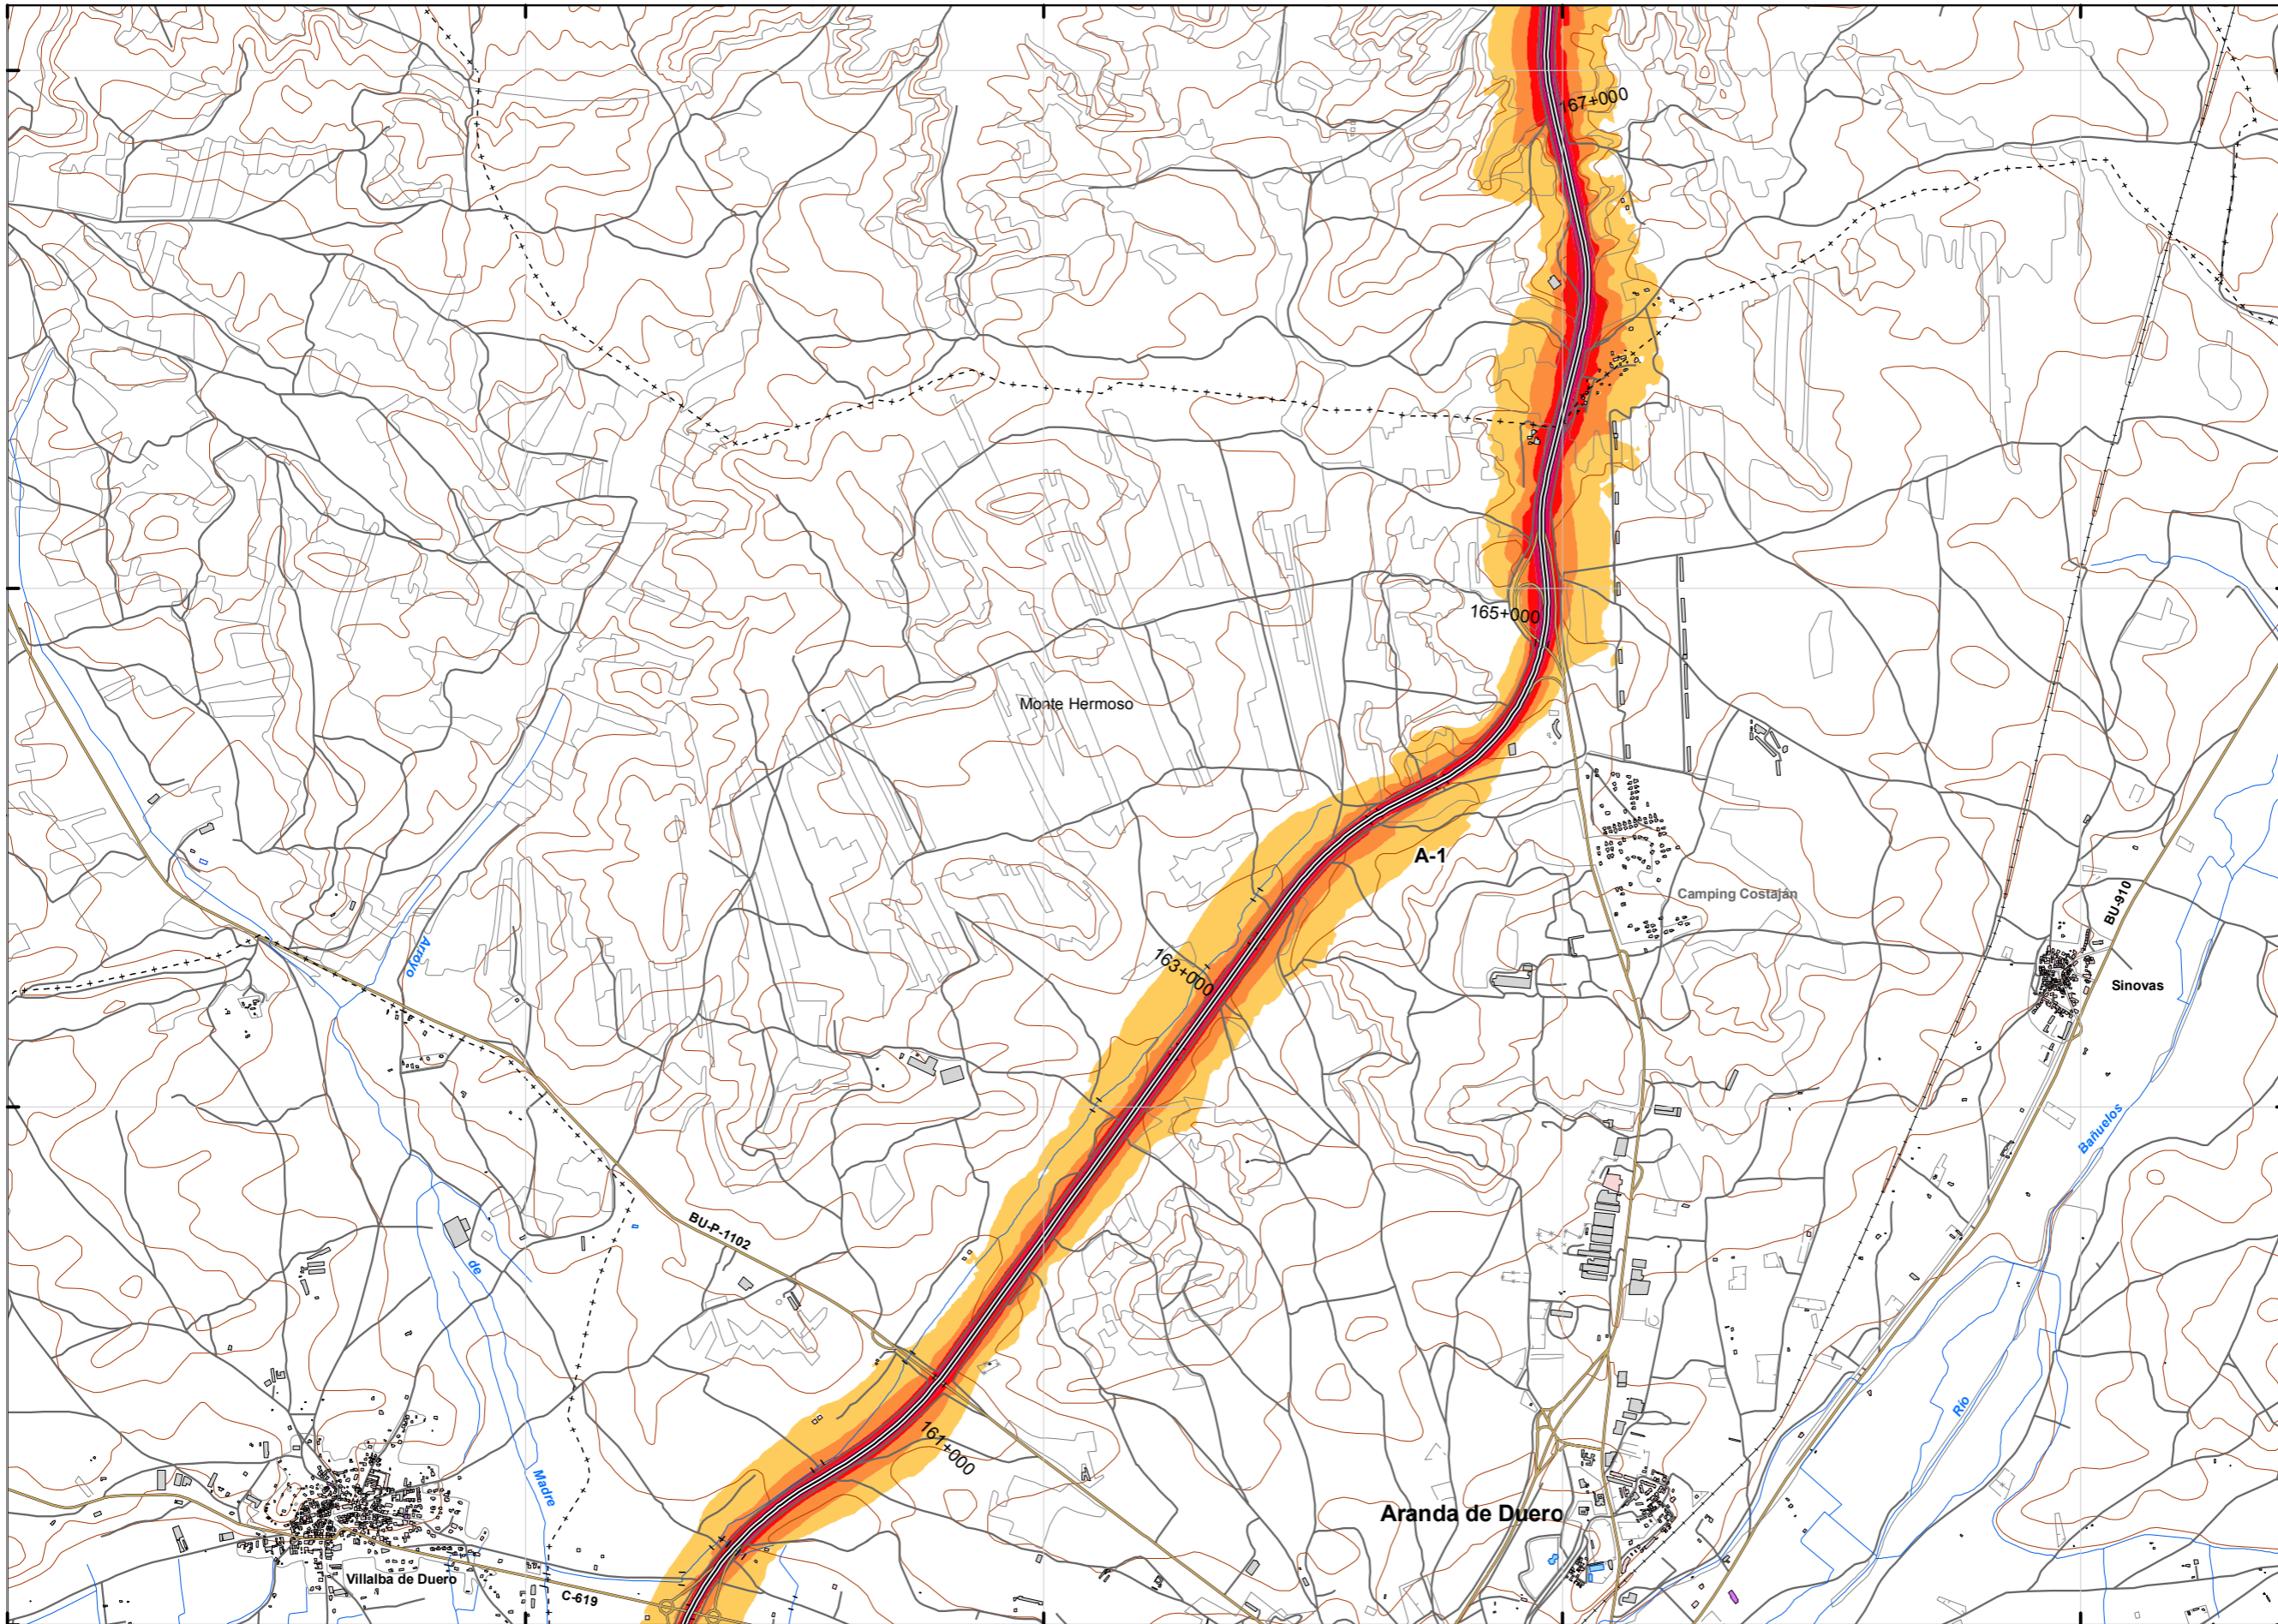 167+000
165+000
Monte Hermoso
A-1
Camping Costaján
BU-910
163+000
Arroyo
Sinovas
Bañuelos
BU-P-1102
de
Río
161+000
Madre
Aranda de Duero
Villalba de Duero
C-619